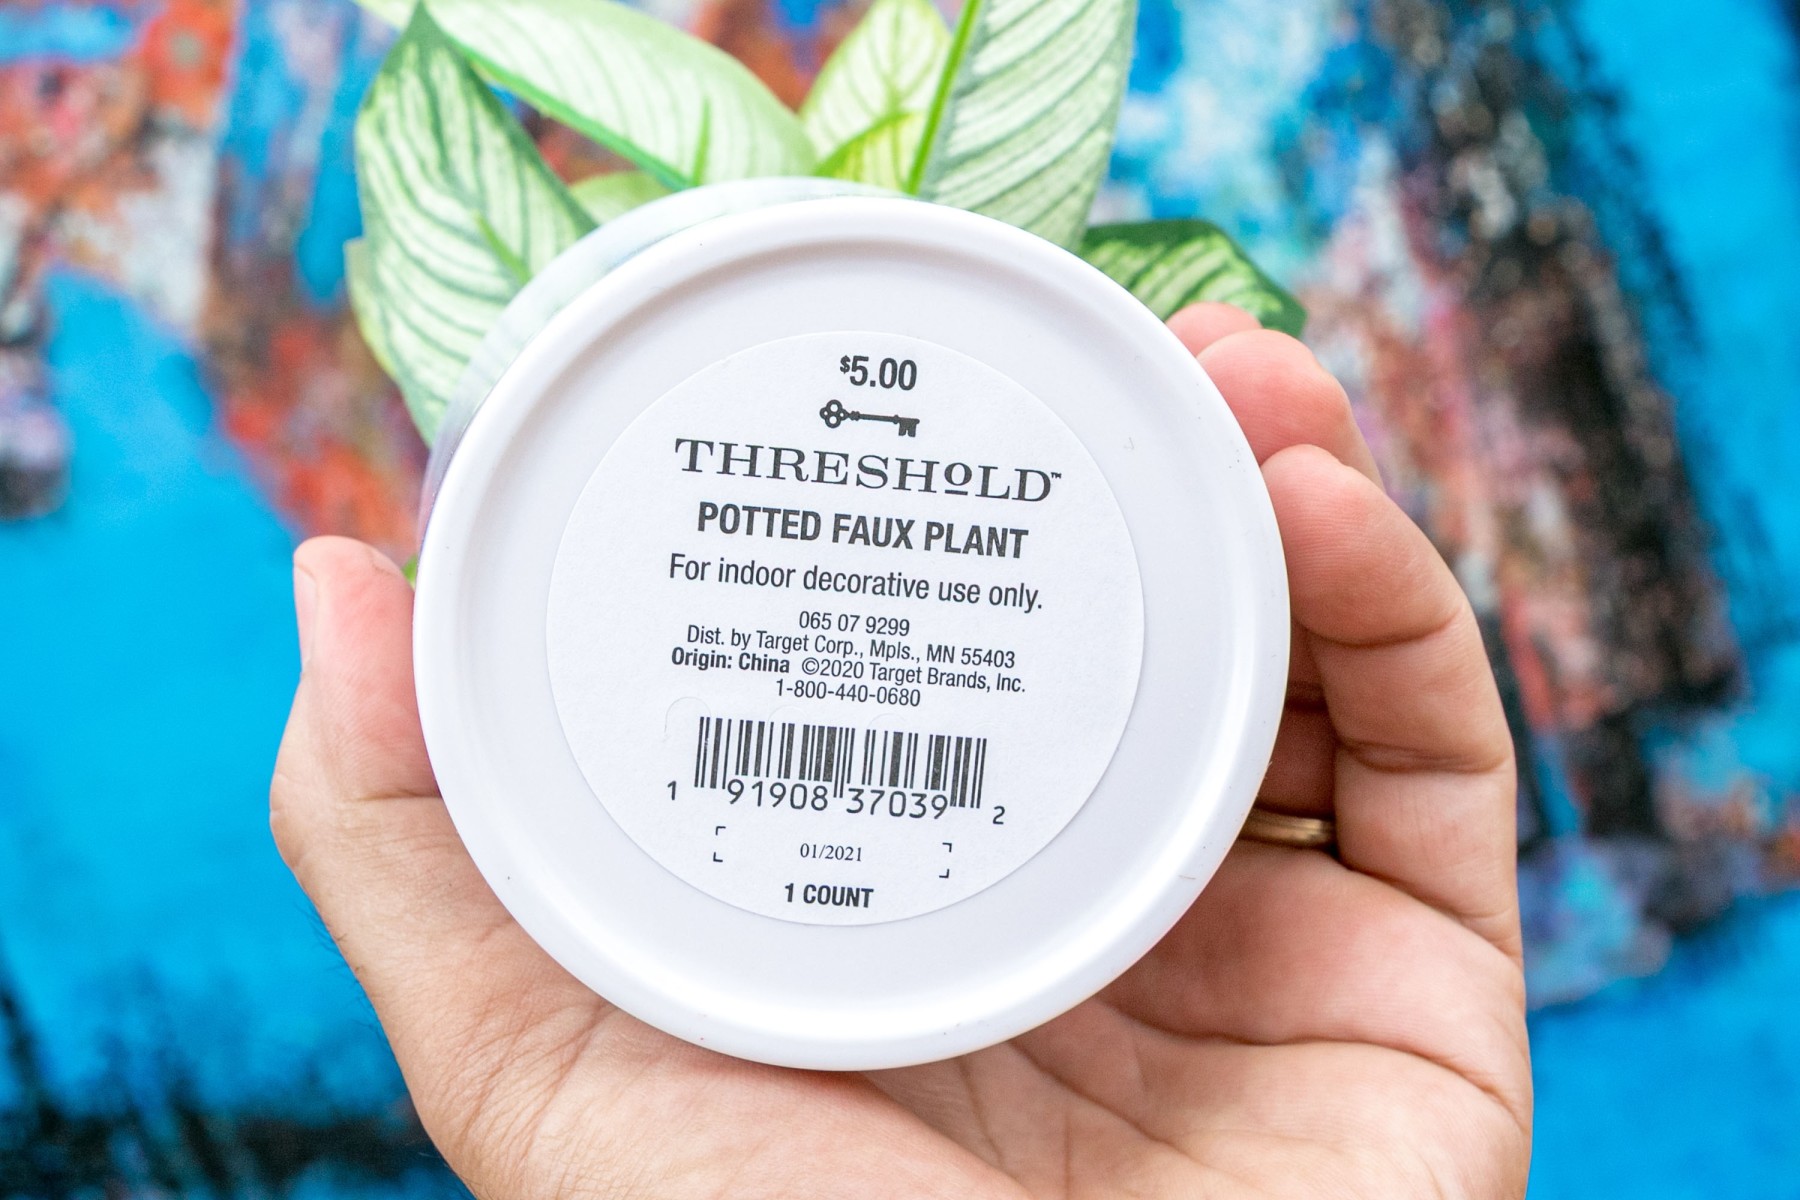 $5.00
THRESHOLD™
POTTED FAUX PLANT
For indoor decorative use only.
065 07 9299
Dist. by Target Corp., Mpls., MN 55403
Origin: China ©2020 Target Brands, Inc.
1-800-440-0680
1 91908 37039 2
01/2021
1 COUNT